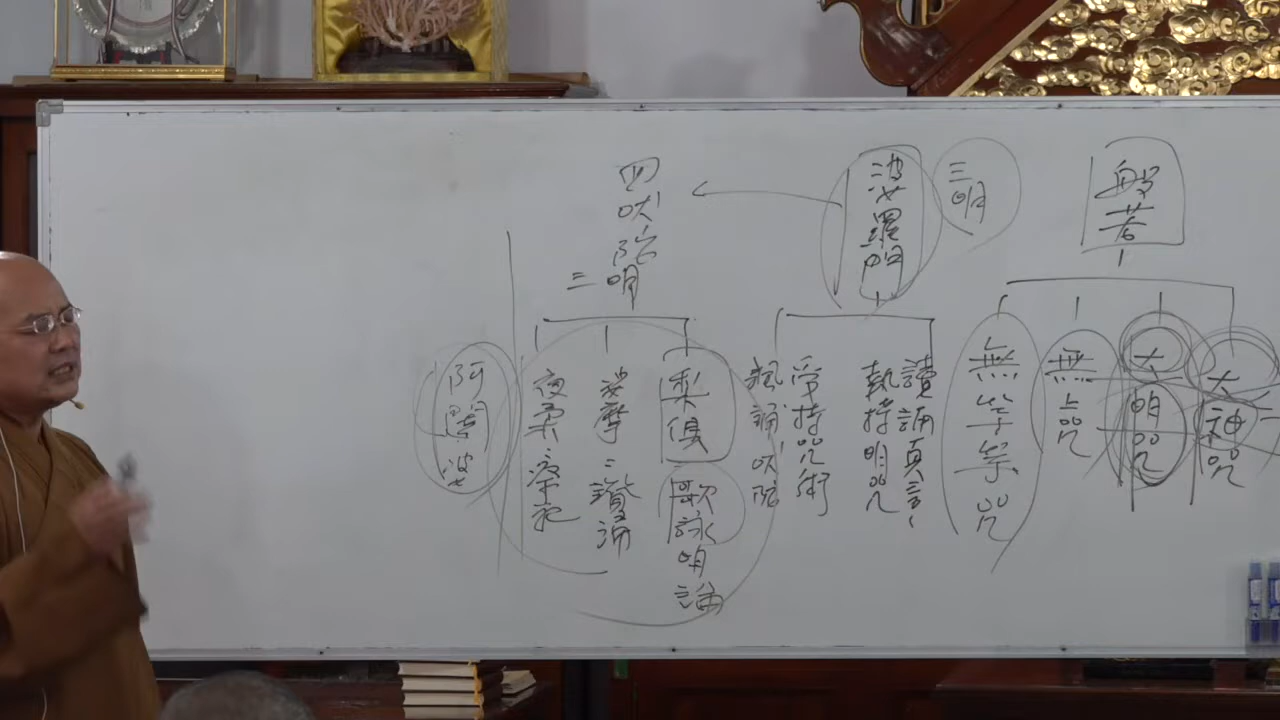 般若
大神咒
大明咒
無上咒
無等等咒
三明
波羅門
讀誦真言、
執持明咒
受持咒術
諷誦吠陀
四吠陀
三明
梨俱
歌詠明論
娑摩：讚誦
夜柔：祭祀
阿闥婆